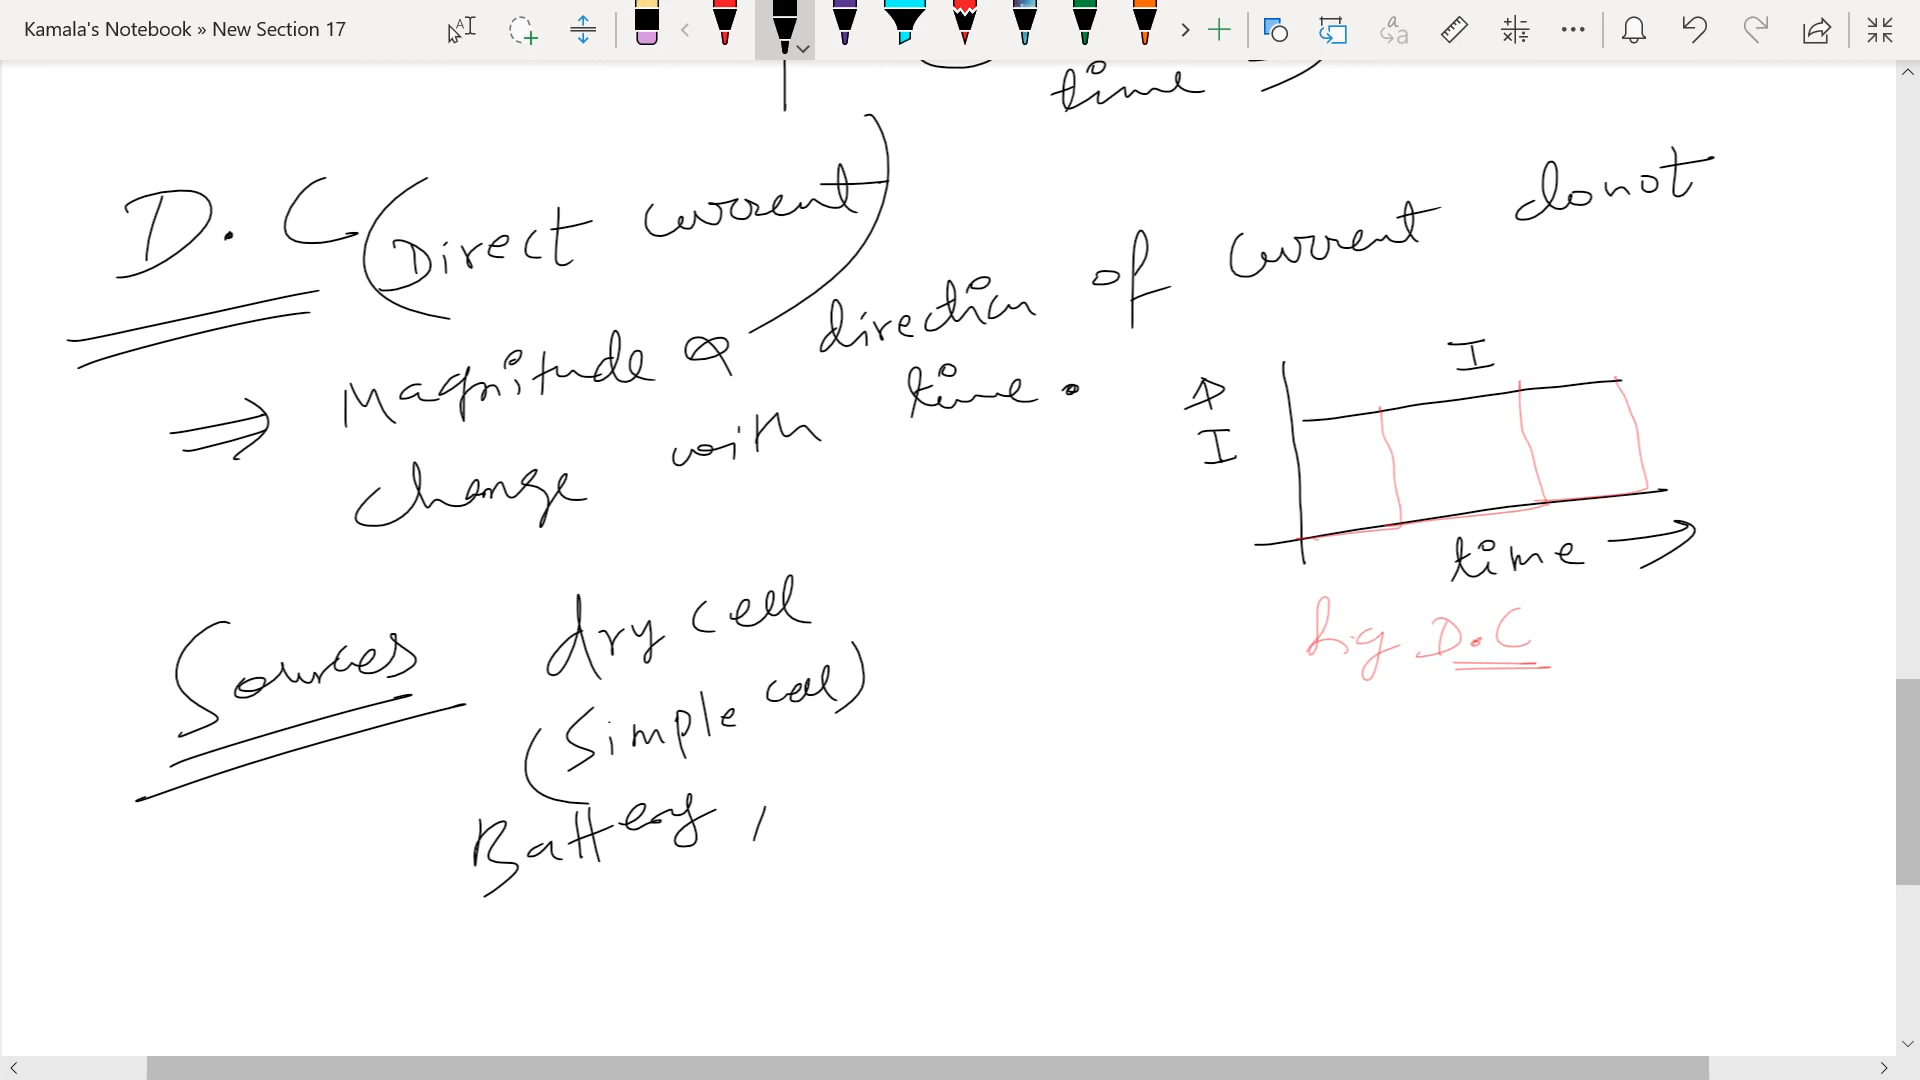 Kamala's Notebook » New Section 17
time
D.C (Direct current)
⇒ Magnitude & direction of current donot
change with time.
I
I
time →
fig D.C
Sources dry cell
(Simple cell)
Battery,